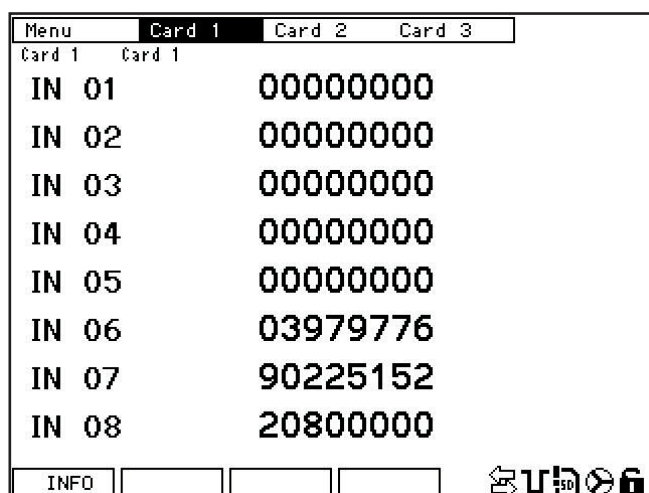 Menu Card 1 Card 2 Card 3
Card 1 Card 1
IN 01 00000000
IN 02 00000000
IN 03 00000000
IN 04 00000000
IN 05 00000000
IN 06 03979776
IN 07 90225152
IN 08 20800000
INFO SD